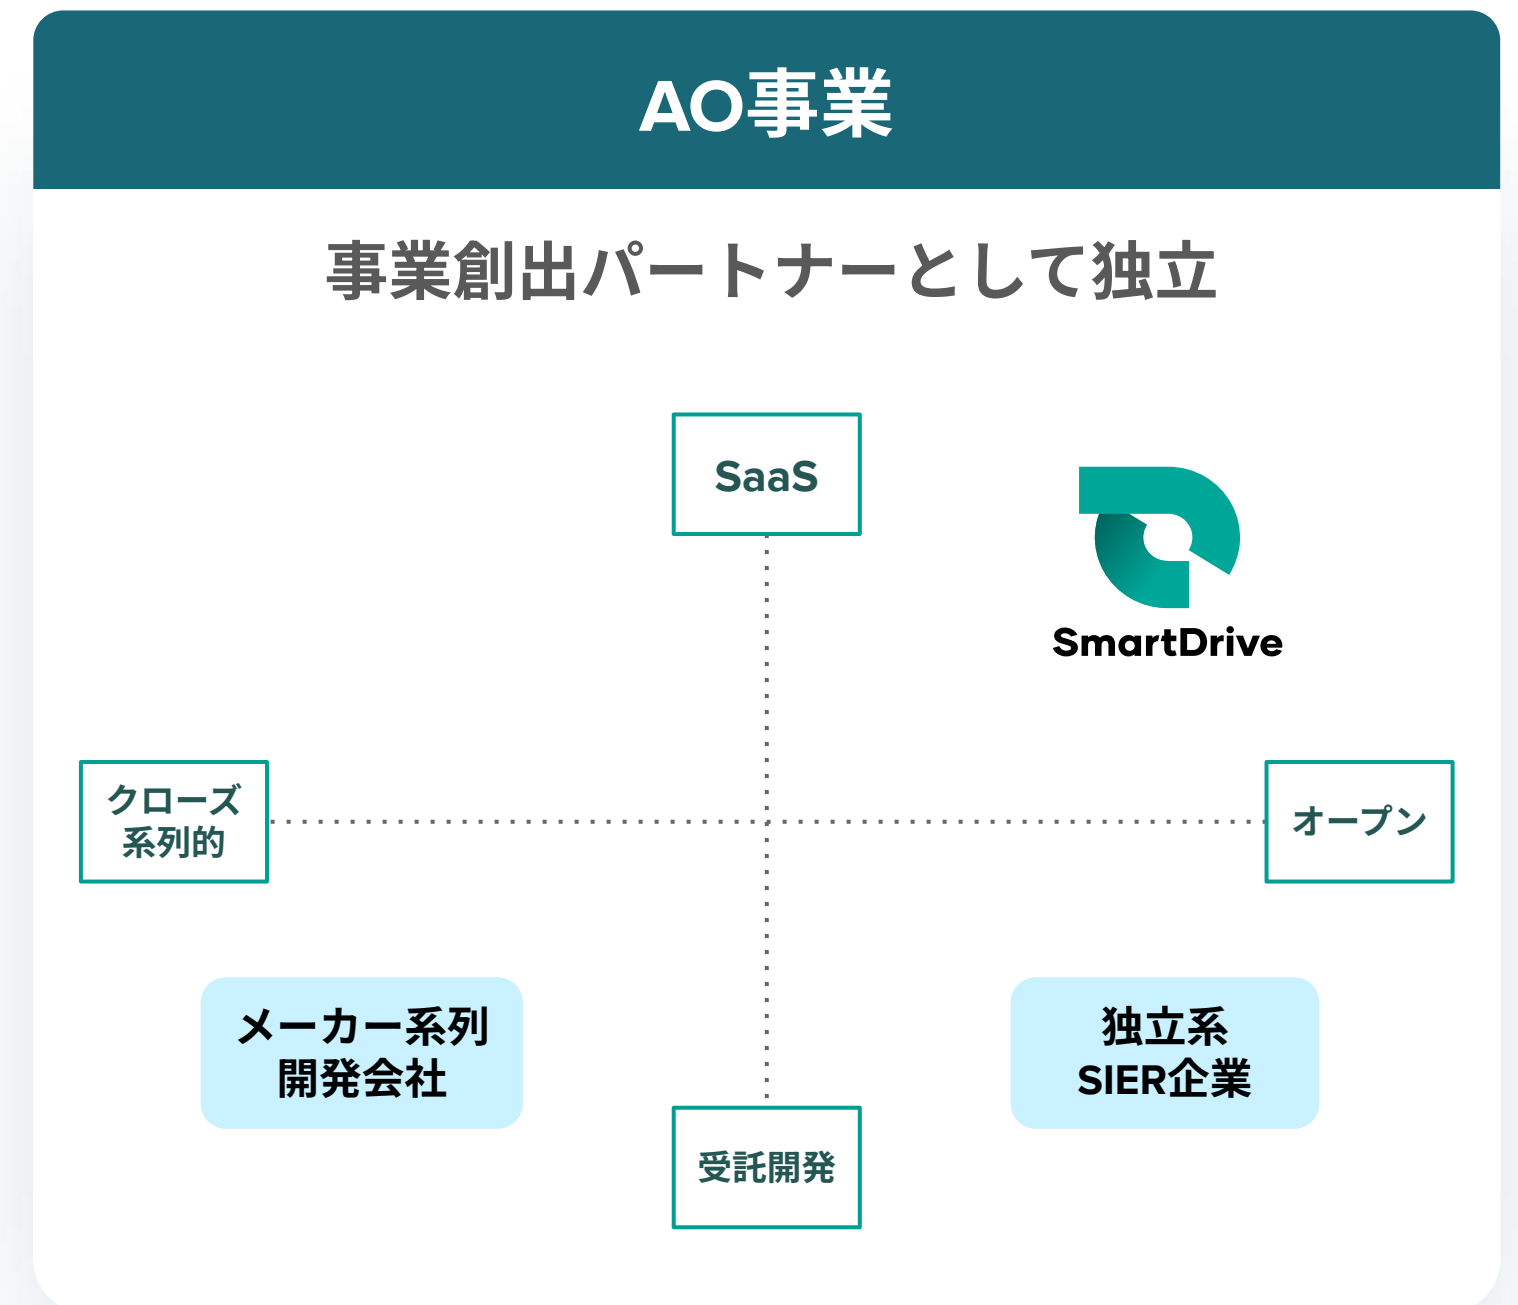 AO事業
事業創出パートナーとして独立
SaaS
SmartDrive
クローズ
系列的
オープン
メーカー系列
開発会社
独立系
SIER企業
受託開発